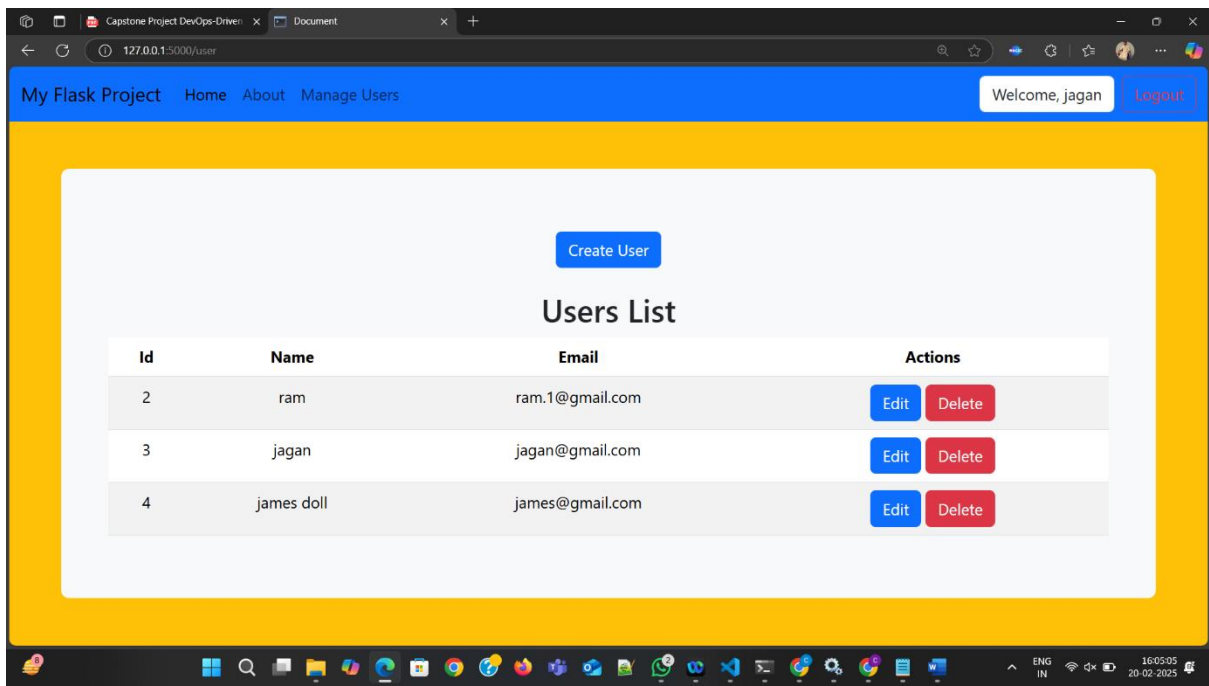 Capstone Project DevOps-Driven
Document
127.0.0.1:5000/user
My Flask Project Home About Manage Users Welcome, jagan Logout
Create User
Users List
Id Name Email Actions
2 ram ram.1@gmail.com Edit Delete
3 jagan jagan@gmail.com Edit Delete
4 james doll james@gmail.com Edit Delete
8
2
ENG
IN
16:05:05
20-02-2025